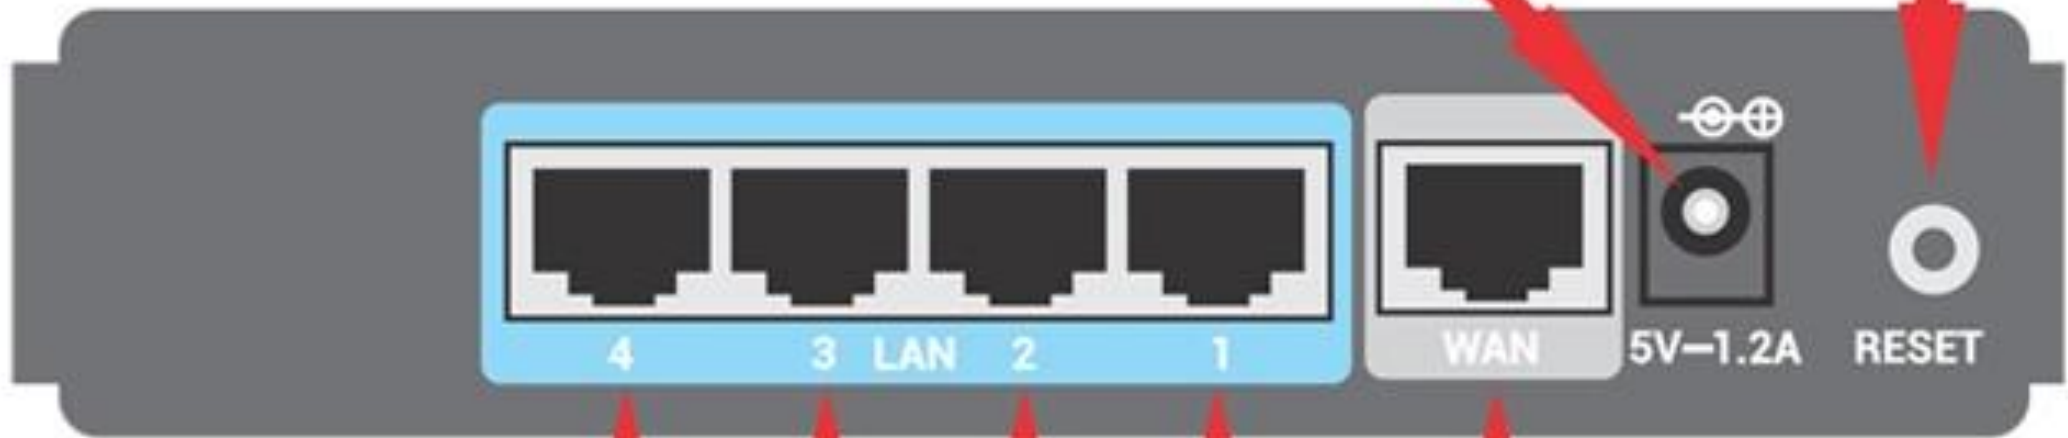 4 3 LAN 2 1 WAN 5V—1.2A RESET